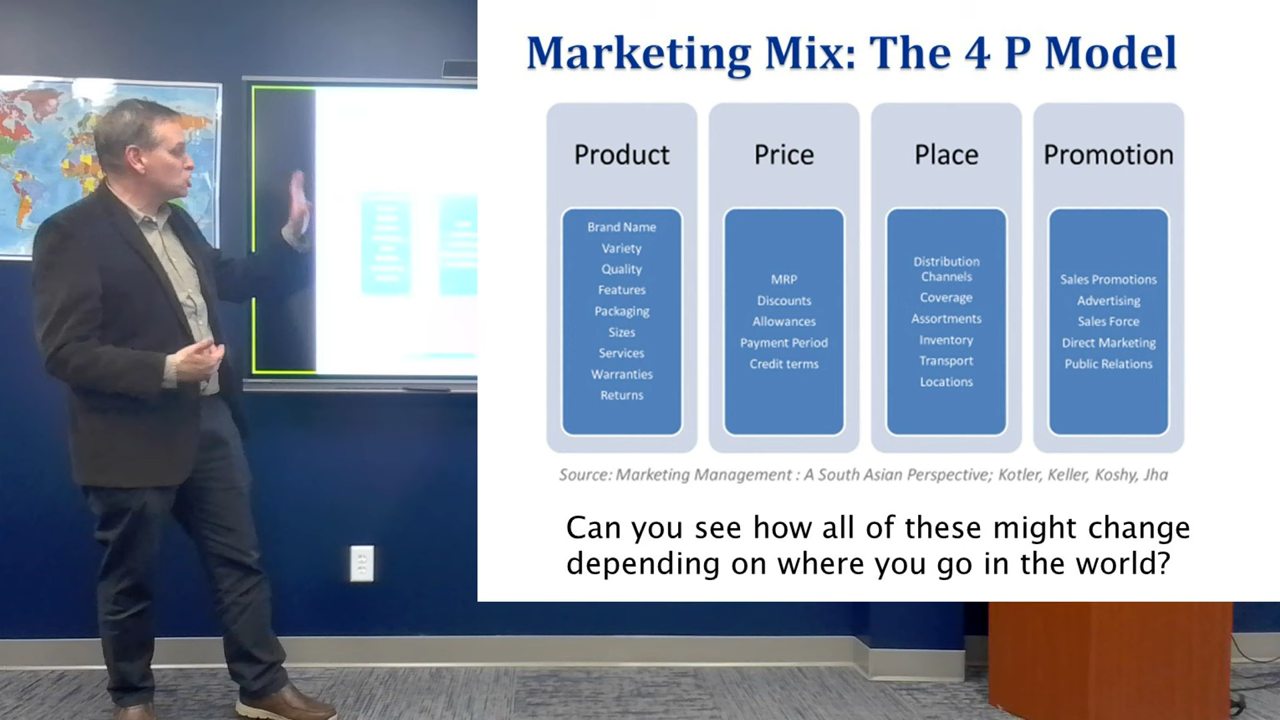 Marketing Mix: The 4 P Model
Product
Brand Name
Variety
Quality
Features
Packaging
Sizes
Services
Warranties
Returns
Price
MRP
Discounts
Allowances
Payment Period
Credit terms
Place
Distribution
Channels
Coverage
Assortments
Inventory
Transport
Locations
Promotion
Sales Promotions
Advertising
Sales Force
Direct Marketing
Public Relations
Source: Marketing Management : A South Asian Perspective; Kotler, Keller, Koshy, Jha
Can you see how all of these might change
depending on where you go in the world?